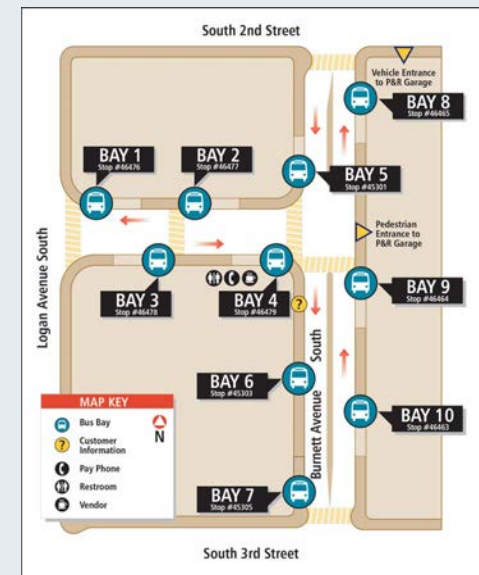 South 2nd Street
Vehicle Entrance
to P&R Garage
BAY 8
Stop #46465
BAY 1
Stop #46476
BAY 2
Stop #46477
BAY 5
Stop #45301
Pedestrian
Entrance to
P&R Garage
Logan Avenue South
BAY 3
Stop #46478
BAY 4
Stop #46479
BAY 9
Stop #46464
?
BAY 6
Stop #45303
Burnett Avenue South
BAY 10
Stop #46463
MAP KEY
Bus Bay
N
?
Customer
Information
Pay Phone
Restroom
Vendor
BAY 7
Stop #45305
South 3rd Street